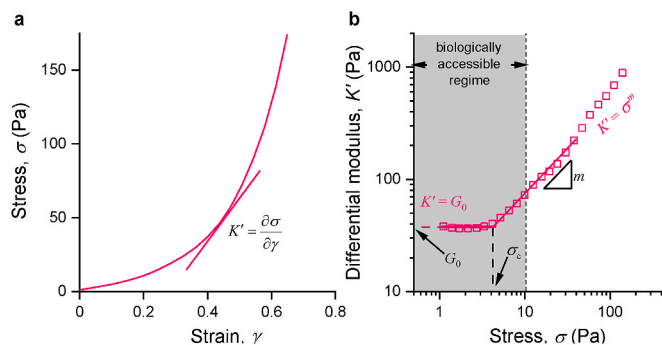 a
Stress, σ (Pa)
150
100
50
0
0
0.2
0.4
0.6
0.8
Strain, γ
K′ = ∂σ/∂γ
b
biologically
accessible
regime
Differential modulus, K′ (Pa)
1000
100
10
K′ = G₀
K′ = σᵐ
m
G₀
σc
1
10
100
Stress, σ (Pa)